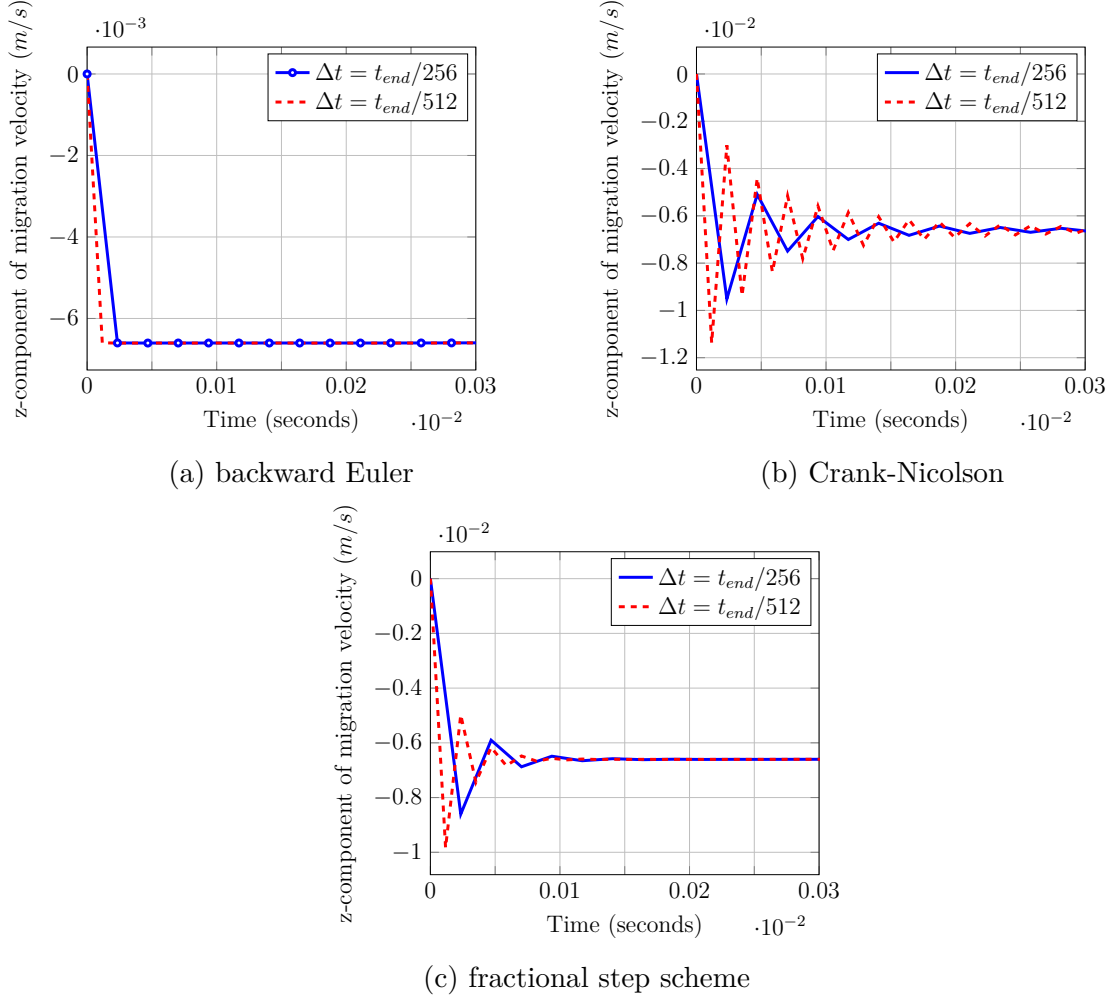 ·10⁻³
z-component of migration velocity (m/s)
0
−2
−4
−6
Δt = t_end/256
Δt = t_end/512
0 0.01 0.02 0.03
Time (seconds) ·10⁻²
(a) backward Euler
·10⁻²
z-component of migration velocity (m/s)
0
−0.2
−0.4
−0.6
−0.8
−1
−1.2
Δt = t_end/256
Δt = t_end/512
0 0.01 0.02 0.03
Time (seconds) ·10⁻²
(b) Crank-Nicolson
·10⁻²
z-component of migration velocity (m/s)
0
−0.2
−0.4
−0.6
−0.8
−1
Δt = t_end/256
Δt = t_end/512
0 0.01 0.02 0.03
Time (seconds) ·10⁻²
(c) fractional step scheme